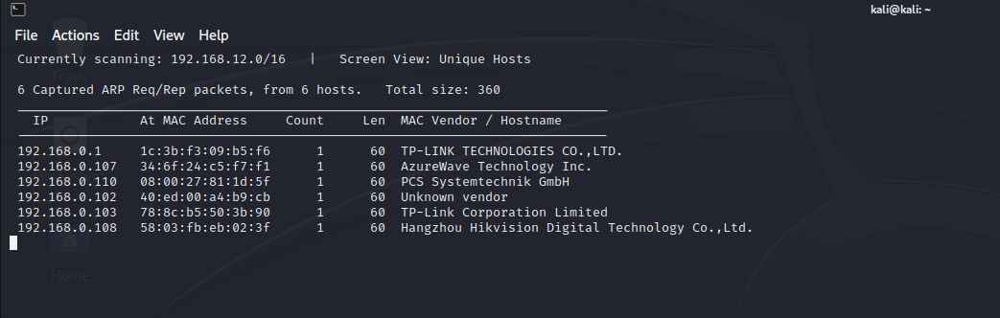 kali@kali: ~
File Actions Edit View Help
Currently scanning: 192.168.12.0/16 | Screen View: Unique Hosts
6 Captured ARP Req/Rep packets, from 6 hosts. Total size: 360
IP At MAC Address Count Len MAC Vendor / Hostname
192.168.0.1 1c:3b:f3:09:b5:f6 1 60 TP-LINK TECHNOLOGIES CO.,LTD.
192.168.0.107 34:6f:24:c5:f7:f1 1 60 AzureWave Technology Inc.
192.168.0.110 08:00:27:81:1d:5f 1 60 PCS Systemtechnik GmbH
192.168.0.102 40:ed:00:a4:b9:cb 1 60 Unknown vendor
192.168.0.103 78:8c:b5:50:3b:90 1 60 TP-Link Corporation Limited
192.168.0.108 58:03:fb:eb:02:3f 1 60 Hangzhou Hikvision Digital Technology Co.,Ltd.
Trash
Home